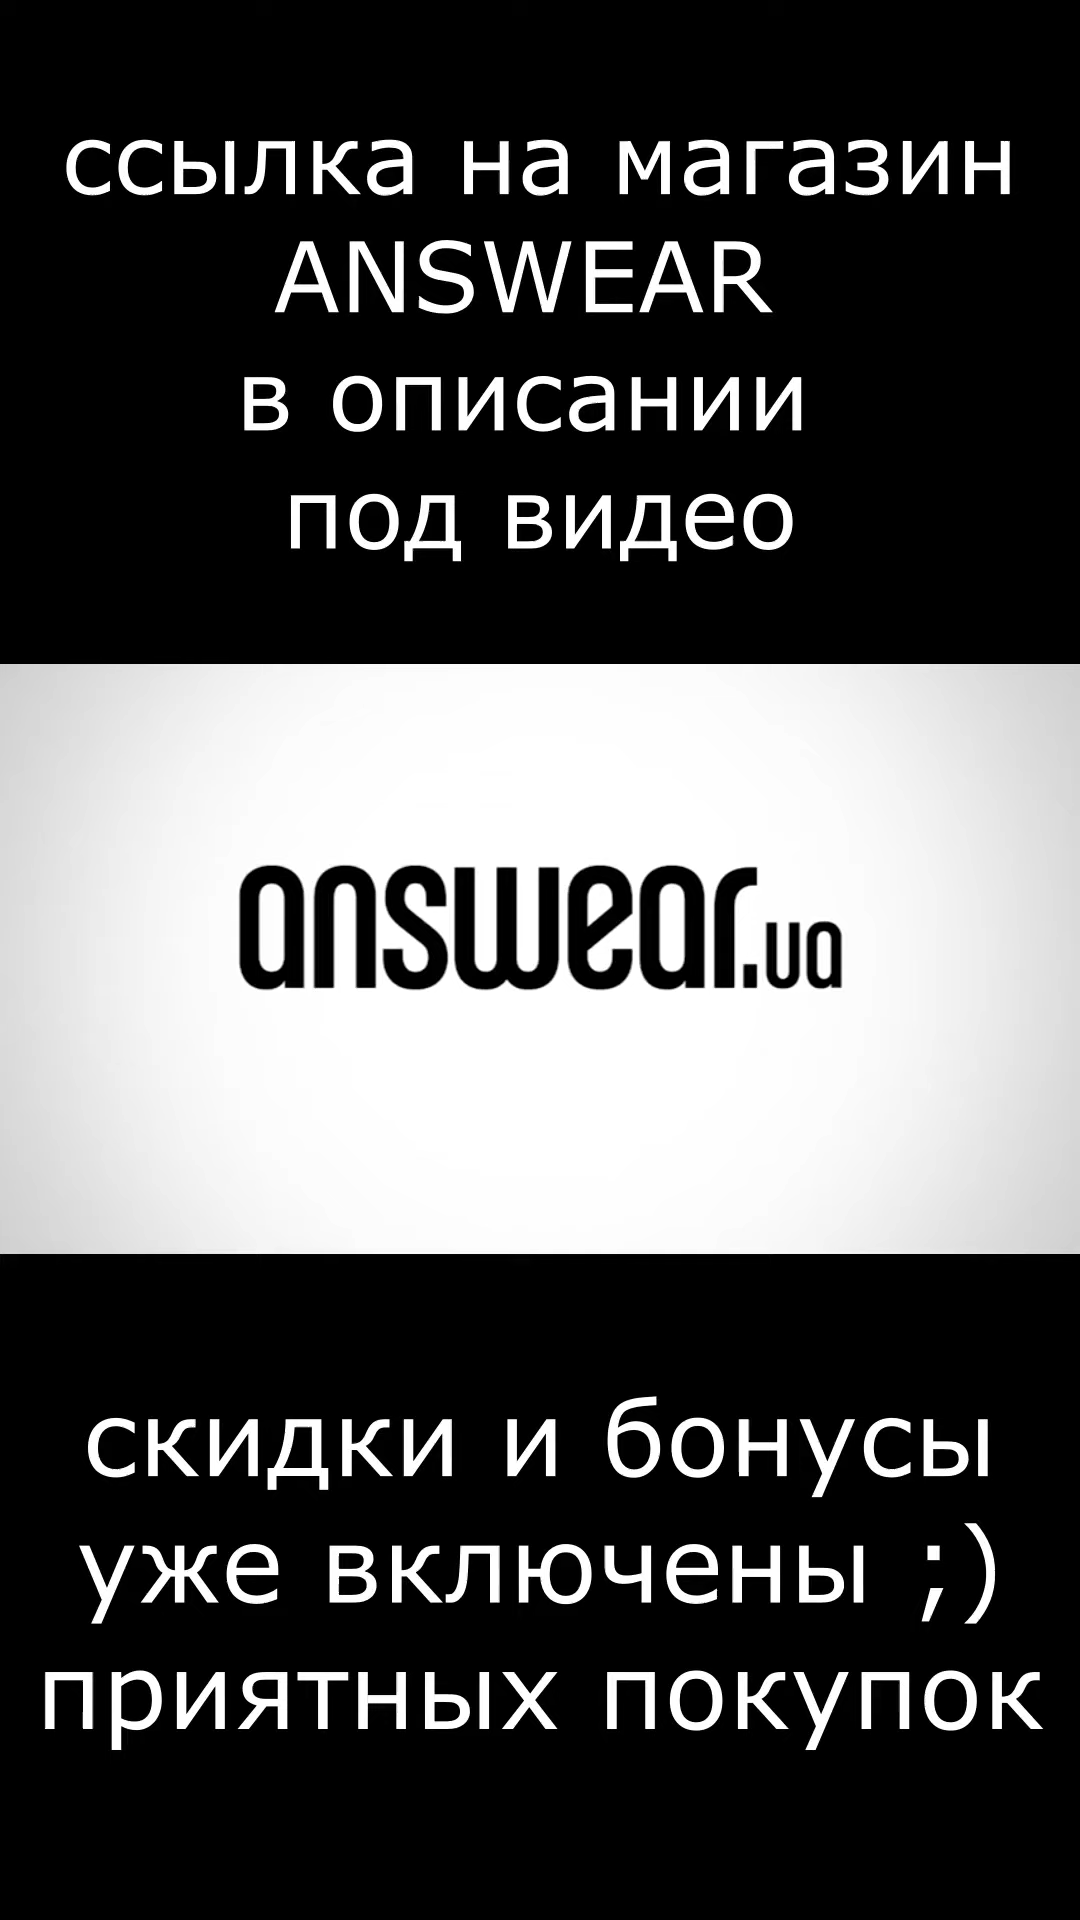 ссылка на магазин
ANSWEAR
в описании
под видео
answear.ua
скидки и бонусы
уже включены ;)
приятных покупок